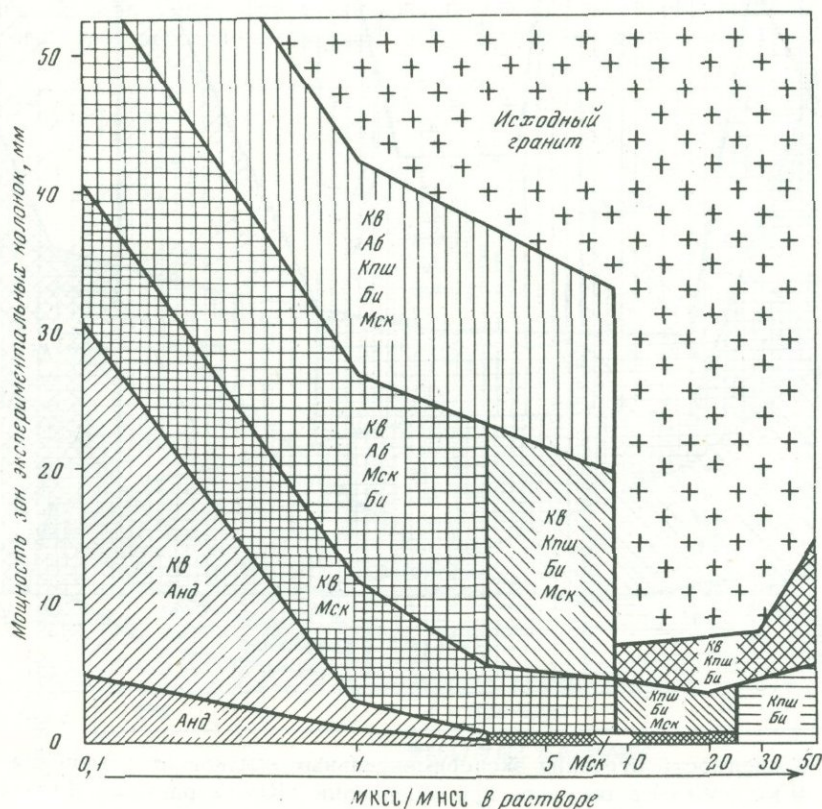 Мощность зон экспериментальных колонок, мм
50
40
30
20
10
0
Исходный
гранит
Кв
Аб
Кпш
Би
Мск
Кв
Аб
Мск
Би
Кв
Кпш
Би
Мск
Кв
Анд
Кв
Мск
Анд
Кв
Кпш
Би
Кпш
Би
Мск
Кпш
Би
0,1
1
5
Мск
10
20
30
50
MKCl/MHCl в растворе